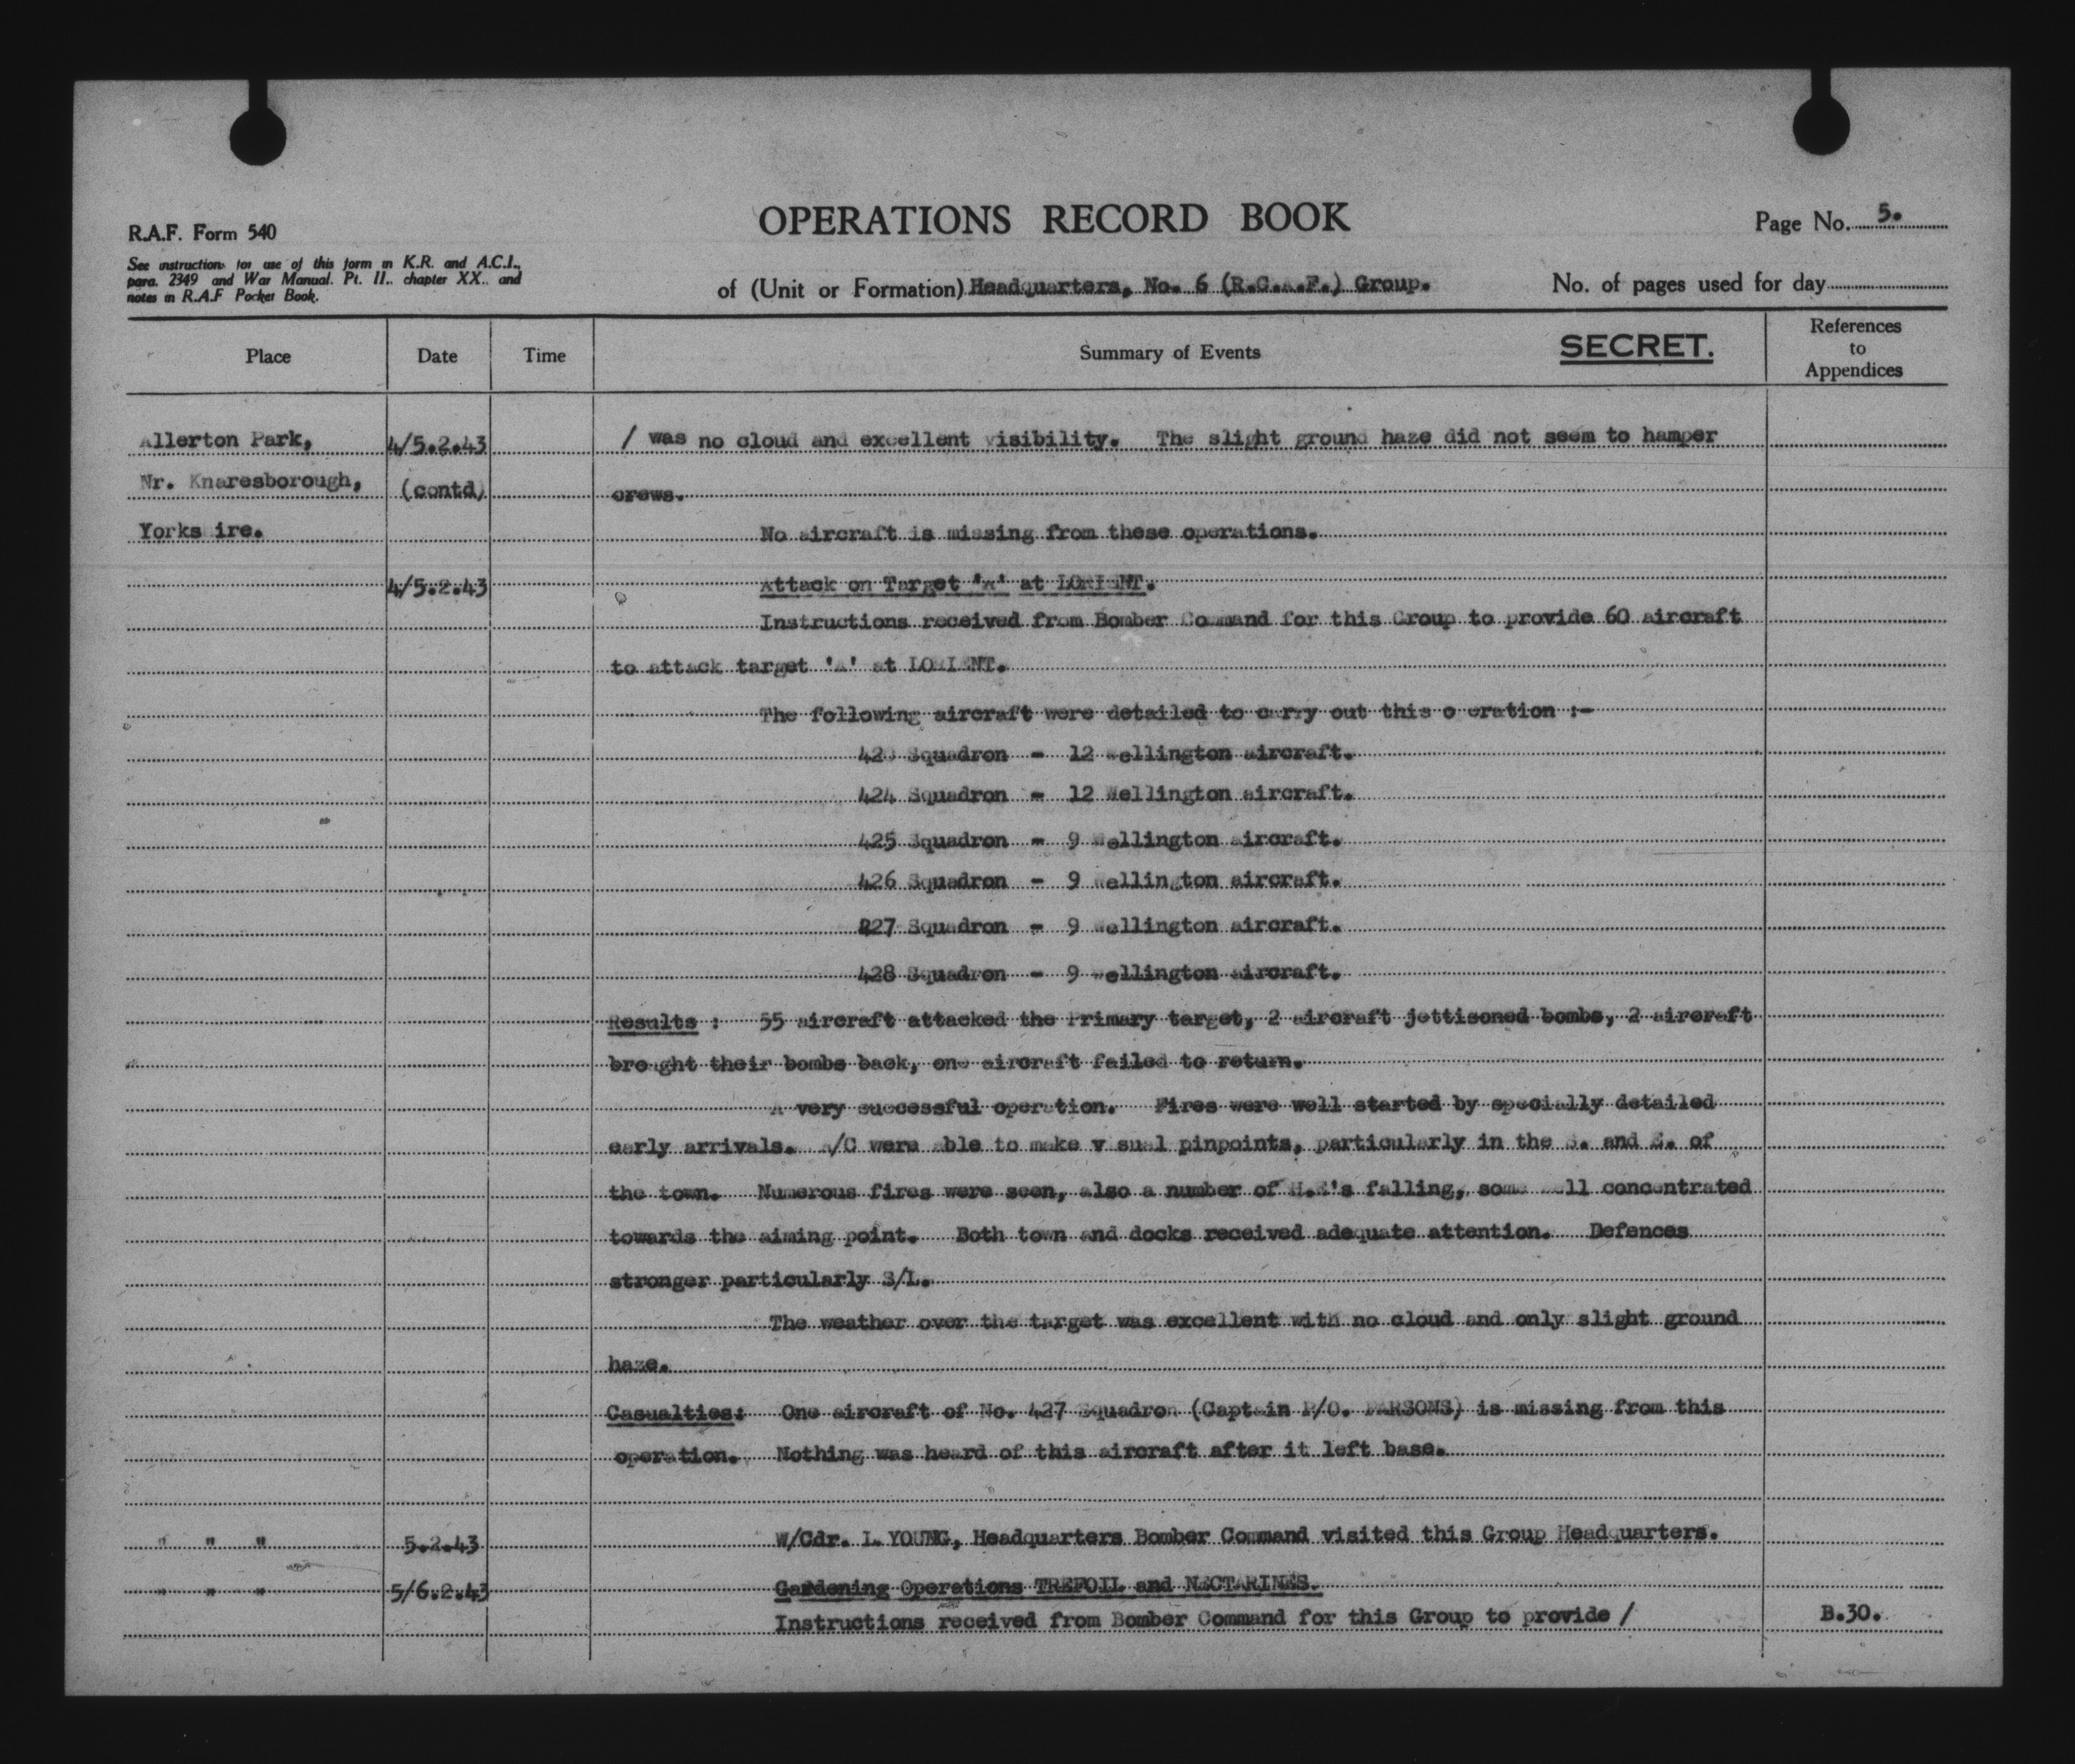 OPERATIONS RECORD BOOK
Page No. 5.
R.A.F. Form 540
See instructions for use of this form in K.R. and A.C.I.,
para. 2349 and War Manual. Pt. II., chapter XX., and
notes in R.A.F Pocket Book.
of (Unit or Formation) Headquarters, No. 6 (R.C.A.F.) Group.
No. of pages used for day
Place Date Time Summary of Events SECRET. References to Appendices
Allerton Park, 4/5.2.43 / was no cloud and excellent visibility. The slight ground haze did not seem to hamper
Nr. Knaresborough, (contd) crews.
Yorks ire. No aircraft is missing from these operations.
4/5.2.43 Attack on Target 'A' at LORIENT.
Instructions received from Bomber Command for this Group to provide 60 aircraft
to attack target 'A' at LORIENT.
The following aircraft were detailed to carry out this o eration :-
Squadron - 12 Wellington aircraft.
424 Squadron - 12 Wellington aircraft.
425 Squadron - 9 Wellington aircraft.
426 Squadron - 9 Wellington aircraft.
Squadron - 9 Wellington aircraft.
428 Squadron - 9 Wellington aircraft.
Results : 55 aircraft attacked the Primary target, 2 aircraft jettisoned bombs, 2 aircraft
brought their bombs back, one aircraft failed to return.
A very successful operation. Fires were well started by specially detailed
early arrivals. A/C were able to make v sual pinpoints, particularly in the S. and E. of
the town. Numerous fires were seen, also a number of H.E's falling, some well concentrated
towards the aiming point. Both town and docks received adequate attention. Defences
stronger particularly S/L.
The weather over the target was excellent with no cloud and only slight ground
haze.
Casualties: One aircraft of No. 427 Squadron (Captain P/O. PARSONS) is missing from this
operation. Nothing was heard of this aircraft after it left base.
" " " 5.2.43 W/Cdr. L. YOUNG, Headquarters Bomber Command visited this Group Headquarters.
" " " 5/6.2.43 Gardening Operations TREFOIL and NECTARINES.
Instructions received from Bomber Command for this Group to provide / B.30.